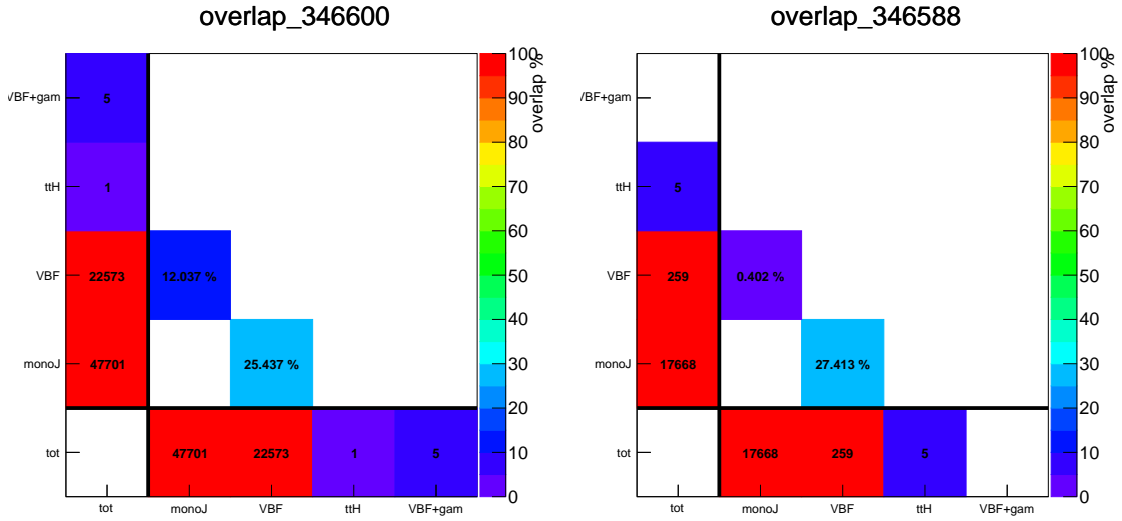 overlap_346600
VBF+gam
5
ttH
1
VBF
22573
12.037 %
monoJ
47701
25.437 %
tot
47701
22573
1
5
tot
monoJ
VBF
ttH
VBF+gam
100
90
80
70
60
50
40
30
20
10
0
overlap %
overlap_346588
VBF+gam
ttH
5
VBF
259
0.402 %
monoJ
17668
27.413 %
tot
17668
259
5
tot
monoJ
VBF
ttH
VBF+gam
100
90
80
70
60
50
40
30
20
10
0
overlap %